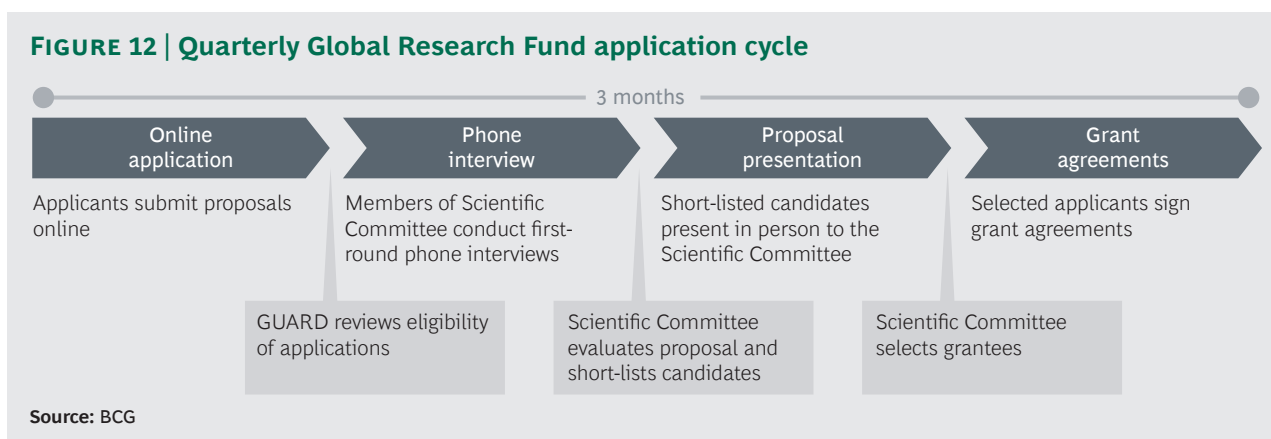 FIGURE 12 | Quarterly Global Research Fund application cycle
3 months
Online
application
Phone
interview
Proposal
presentation
Grant
agreements
Applicants submit proposals
online
Members of Scientific
Committee conduct first-
round phone interviews
Short-listed candidates
present in person to the
Scientific Committee
Selected applicants sign
grant agreements
GUARD reviews eligibility
of applications
Scientific Committee
evaluates proposal and
short-lists candidates
Scientific Committee
selects grantees
Source: BCG